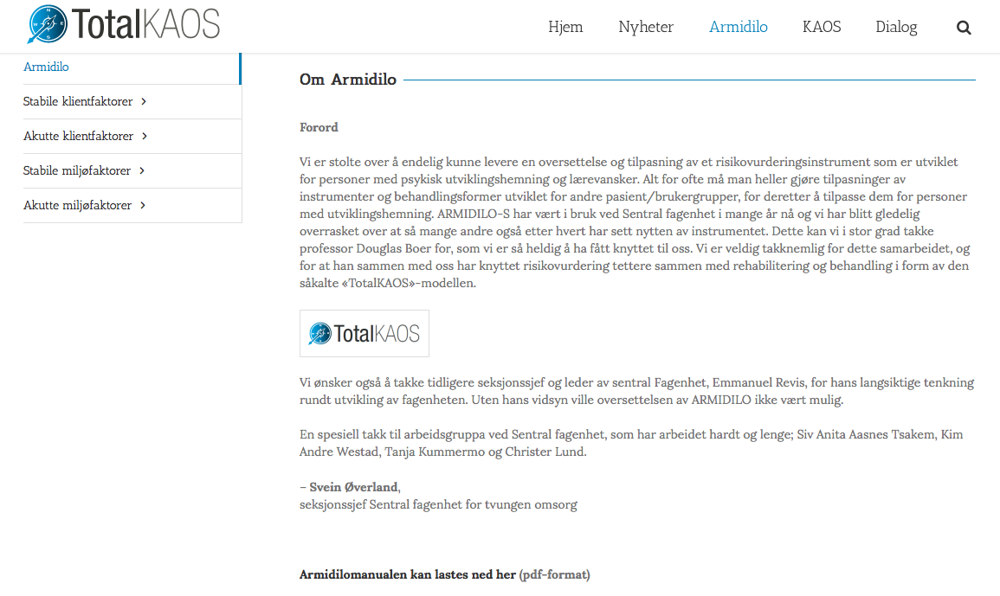 TotalKAOS
Hjem Nyheter Armidilo KAOS Dialog
Armidilo
Stabile klientfaktorer
Akutte klientfaktorer
Stabile miljøfaktorer
Akutte miljøfaktorer
Om Armidilo
Forord
Vi er stolte over å endelig kunne levere en oversettelse og tilpasning av et risikovurderingsinstrument som er utviklet
for personer med psykisk utviklingshemning og lærevansker. Alt for ofte må man heller gjøre tilpasninger av
instrumenter og behandlingsformer utviklet for andre pasient/brukergrupper, for deretter å tilpasse dem for personer
med utviklingshemning. ARMIDILO-S har vært i bruk ved Sentral fagenhet i mange år nå og vi har blitt gledelig
overrasket over at så mange andre også etter hvert har sett nytten av instrumentet. Dette kan vi i stor grad takke
professor Douglas Boer for, som vi er så heldig å ha fått knyttet til oss. Vi er veldig takknemlig for dette samarbeidet, og
for at han sammen med oss har knyttet risikovurdering tettere sammen med rehabilitering og behandling i form av den
såkalte «TotalKAOS»-modellen.
TotalKAOS
Vi ønsker også å takke tidligere seksjonssjef og leder av sentral Fagenhet, Emmanuel Revis, for hans langsiktige tenkning
rundt utvikling av fagenheten. Uten hans vidsyn ville oversettelsen av ARMIDILO ikke vært mulig.
En spesiell takk til arbeidsgruppa ved Sentral fagenhet, som har arbeidet hardt og lenge; Siv Anita Aasnes Tsakem, Kim
Andre Westad, Tanja Kummermo og Christer Lund.
– Svein Øverland,
seksjonssjef Sentral fagenhet for tvungen omsorg
Armidilomanualen kan lastes ned her (pdf-format)